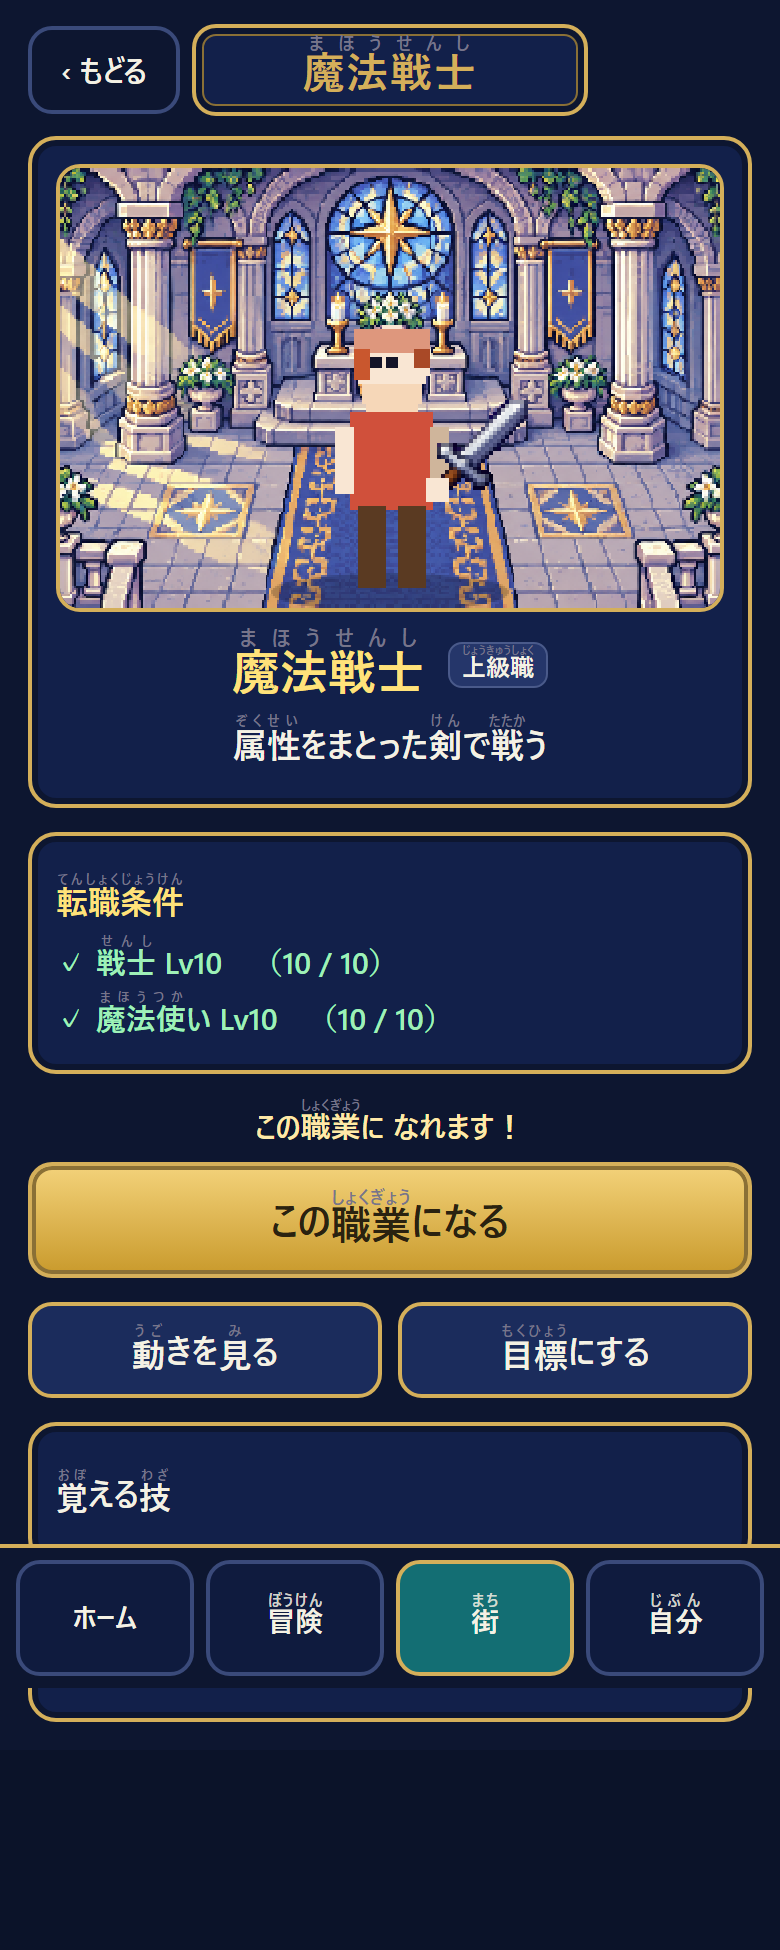 ‹ もどる
まほうせんし
魔法戦士
まほうせんし
魔法戦士
じょうきゅうしょく
上級職
ぞくせい けん たたか
属性をまとった剣で戦う
てんしょくじょうけん
転職条件
せんし
✓ 戦士 Lv10 （10 / 10）
まほうつか
✓ 魔法使い Lv10 （10 / 10）
しょくぎょう
この職業に なれます！
しょくぎょう
この職業になる
うご み
動きを見る
もくひょう
目標にする
おぼ わざ
覚える技
ホーム
ぼうけん
冒険
まち
街
じぶん
自分